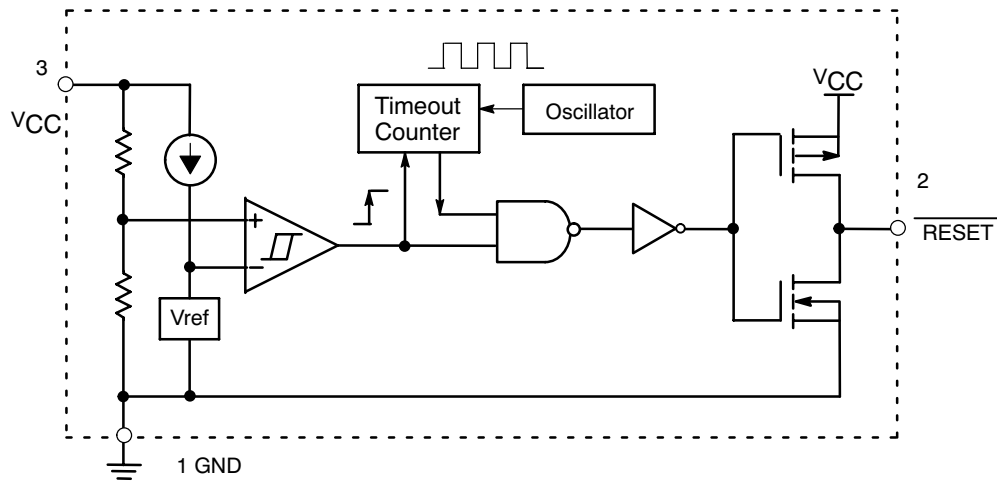 3
VCC
Timeout
Counter
Oscillator
VCC
2
RESET
+
−
Vref
1 GND